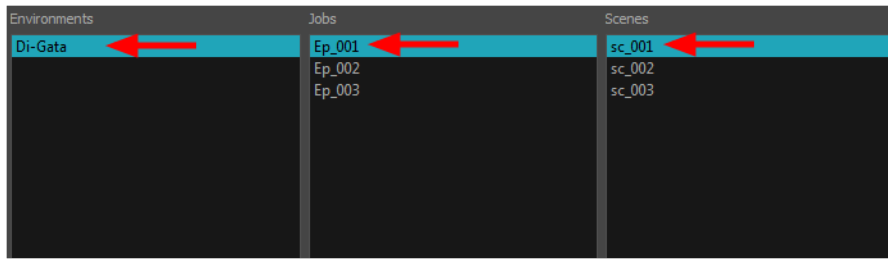 Environments
Di-Gata
Jobs
Ep_001
Ep_002
Ep_003
Scenes
sc_001
sc_002
sc_003